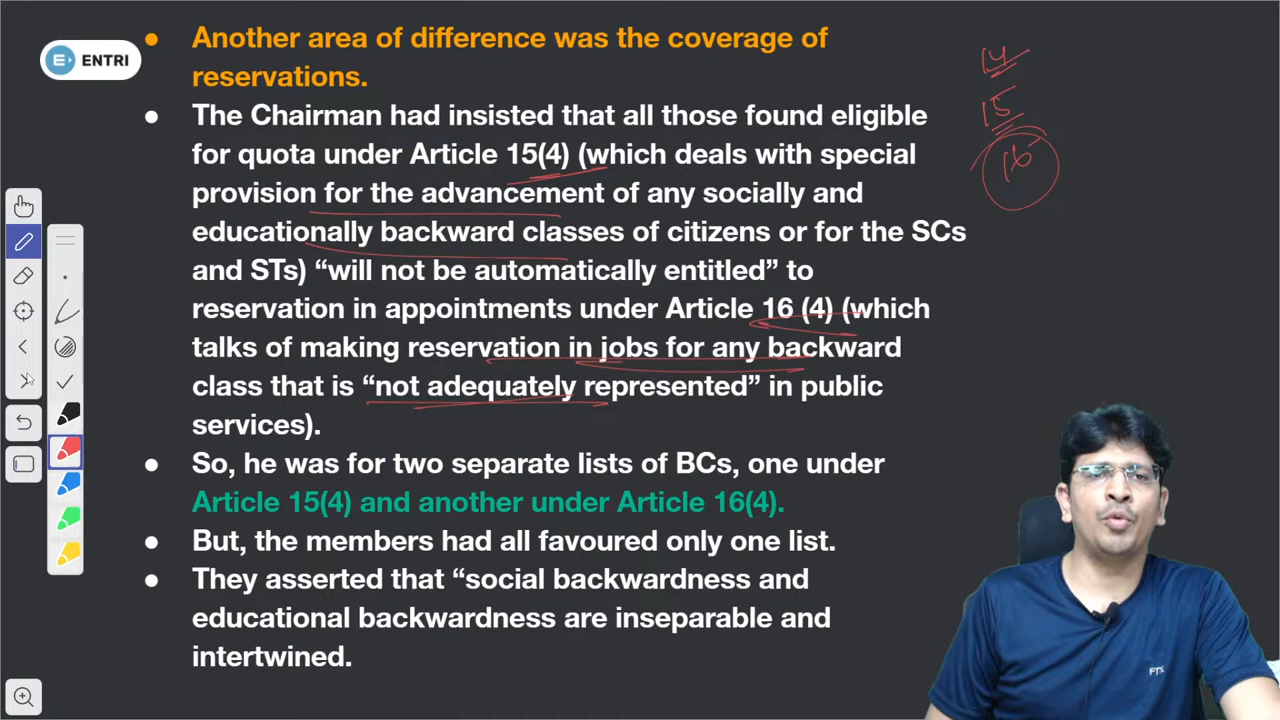 Another area of difference was the coverage of
reservations.
ENTRI
The Chairman had insisted that all those found eligible
for quota under Article 15(4) (which deals with special
provision for the advancement of any socially and
educationally backward classes of citizens or for the SCs
and STs) “will not be automatically entitled” to
reservation in appointments under Article 16 (4) (which
talks of making reservation in jobs for any backward
class that is “not adequately represented” in public
services).
So, he was for two separate lists of BCs, one under
Article 15(4) and another under Article 16(4).
But, the members had all favoured only one list.
They asserted that “social backwardness and
educational backwardness are inseparable and
intertwined.
14
15
16
FTX